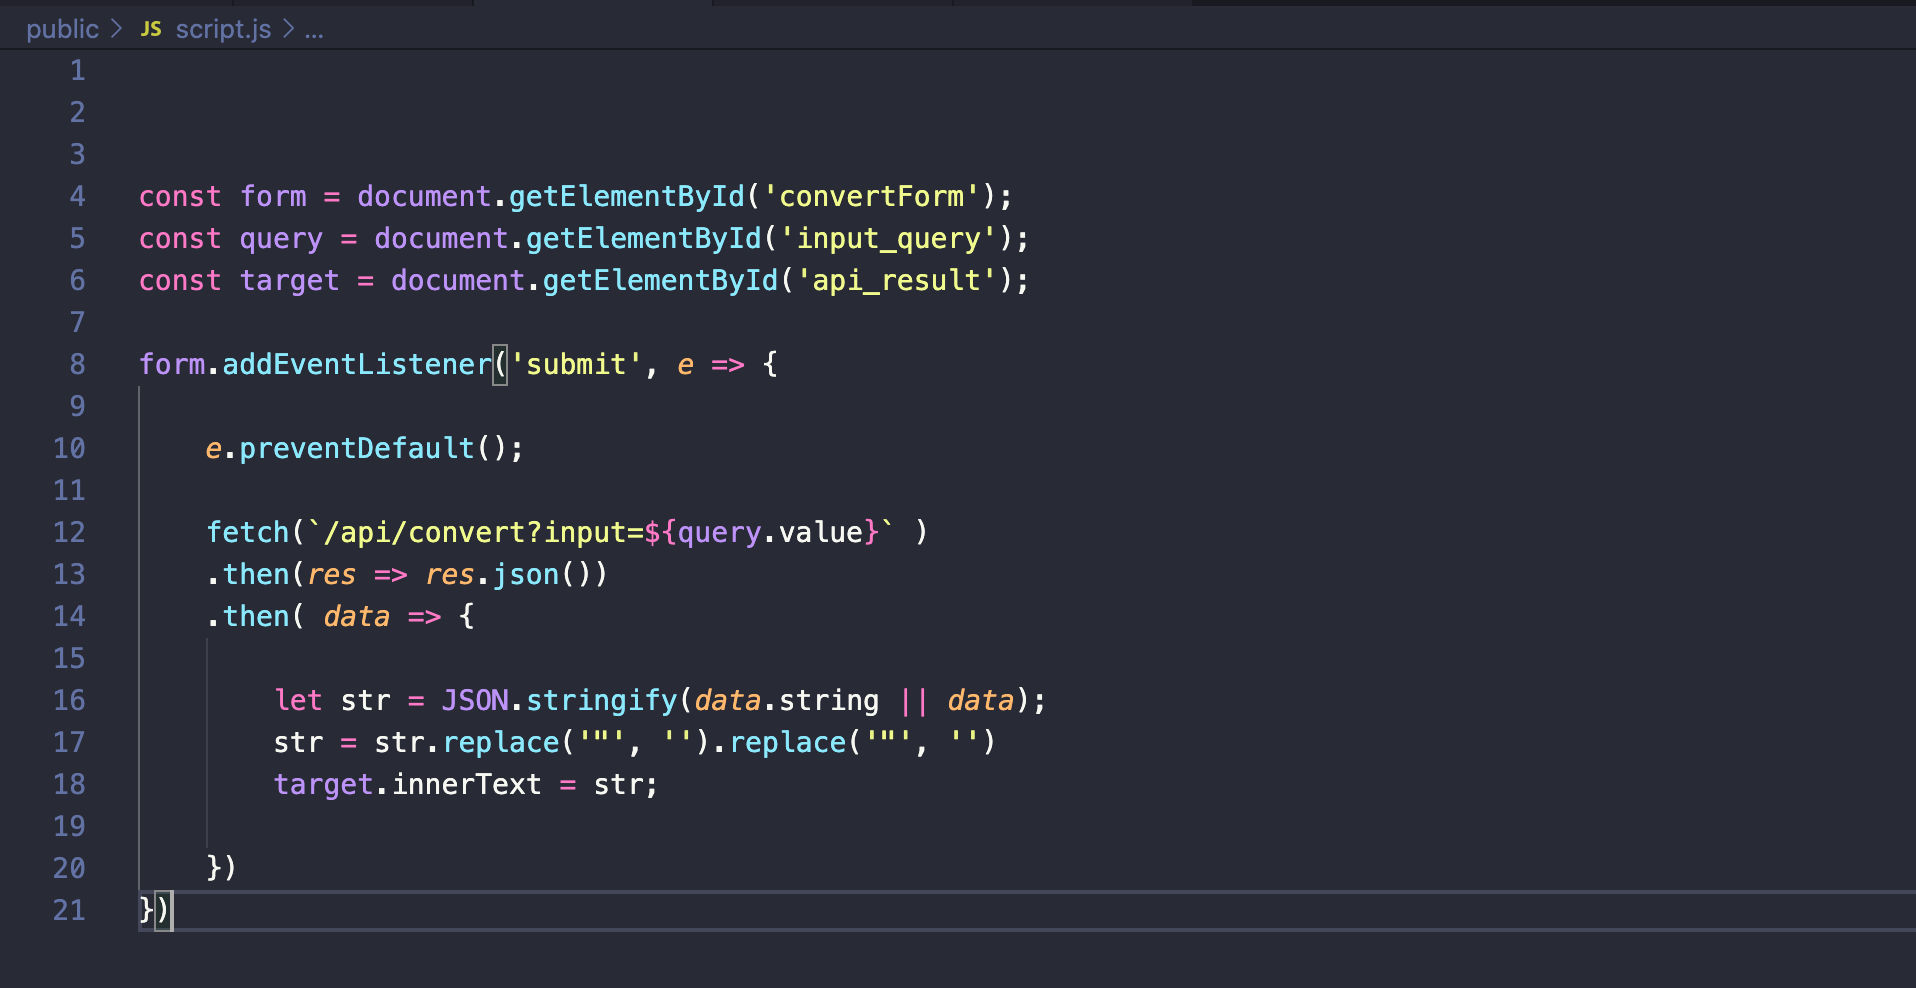 public > JS script.js > ...
1
2
3
4 const form = document.getElementById('convertForm');
5 const query = document.getElementById('input_query');
6 const target = document.getElementById('api_result');
7
8 form.addEventListener('submit', e => {
9
10     e.preventDefault();
11
12     fetch(`/api/convert?input=${query.value}` )
13     .then(res => res.json())
14     .then( data => {
15
16         let str = JSON.stringify(data.string || data);
17         str = str.replace('"', '').replace('"', '')
18         target.innerText = str;
19
20     })
21 })